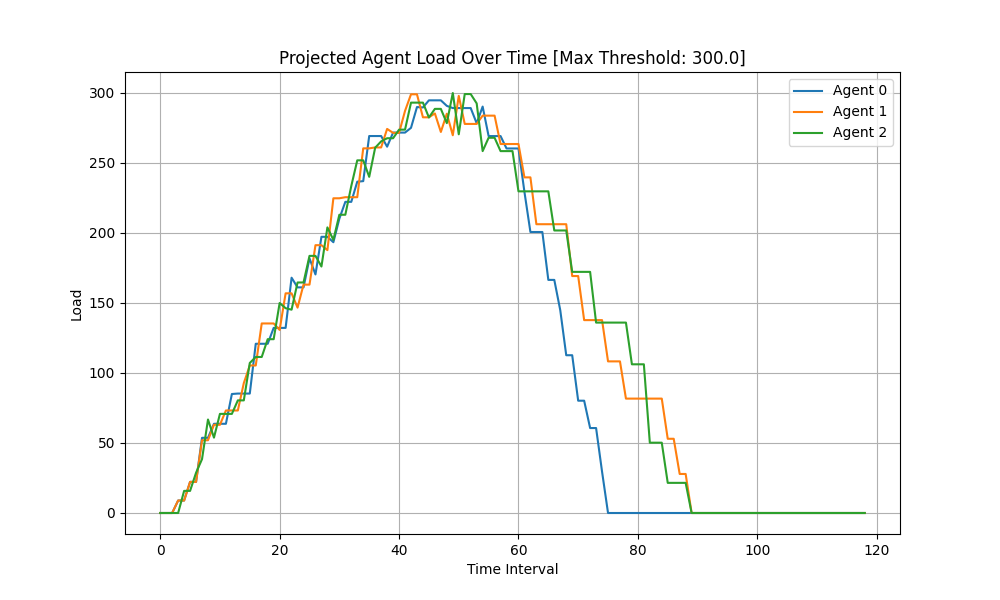 Projected Agent Load Over Time [Max Threshold: 300.0]
Agent 0
Agent 1
Agent 2
300
250
200
150
100
50
0
Load
0 20 40 60 80 100 120
Time Interval